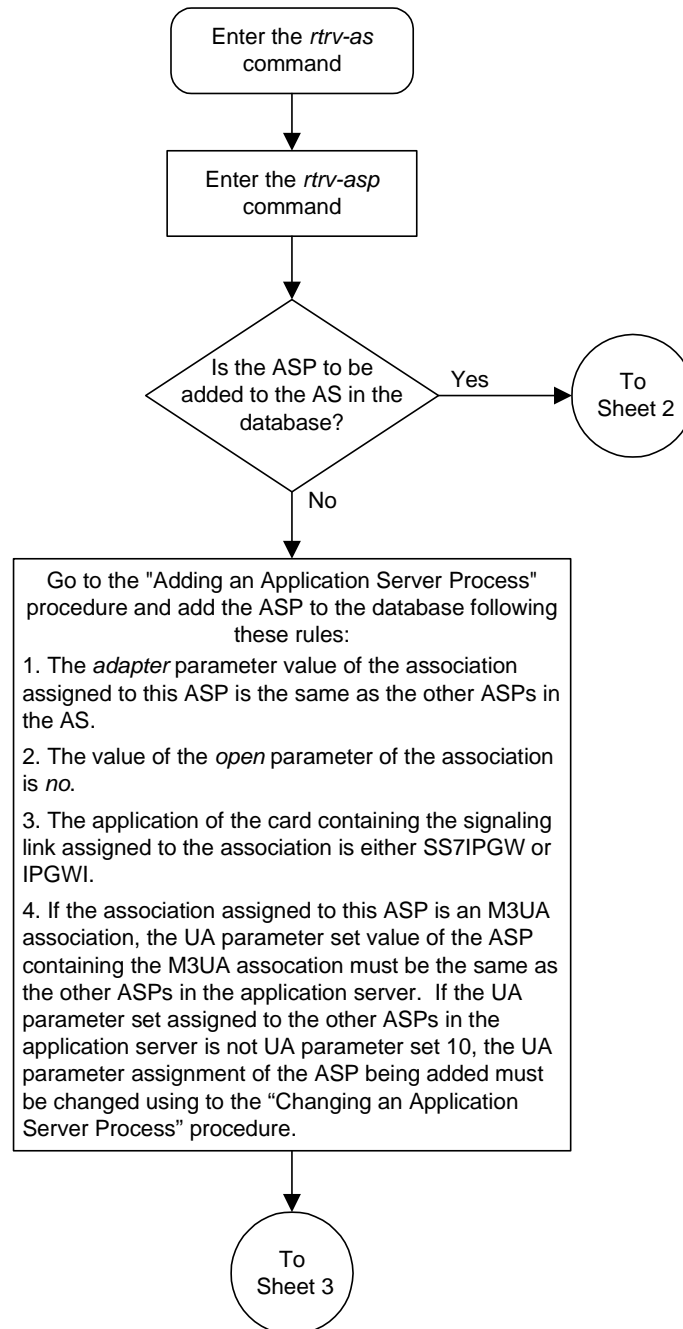 Enter the rtrv-as
command
Enter the rtrv-asp
command
Is the ASP to be
added to the AS in the
database?
Yes
To
Sheet 2
No
Go to the "Adding an Application Server Process"
procedure and add the ASP to the database following
these rules:
1. The adapter parameter value of the association
assigned to this ASP is the same as the other ASPs in
the AS.
2. The value of the open parameter of the association
is no.
3. The application of the card containing the signaling
link assigned to the association is either SS7IPGW or
IPGWI.
4. If the association assigned to this ASP is an M3UA
association, the UA parameter set value of the ASP
containing the M3UA assocation must be the same as
the other ASPs in the application server.  If the UA
parameter set assigned to the other ASPs in the
application server is not UA parameter set 10, the UA
parameter assignment of the ASP being added must
be changed using to the “Changing an Application
Server Process” procedure.
To
Sheet 3